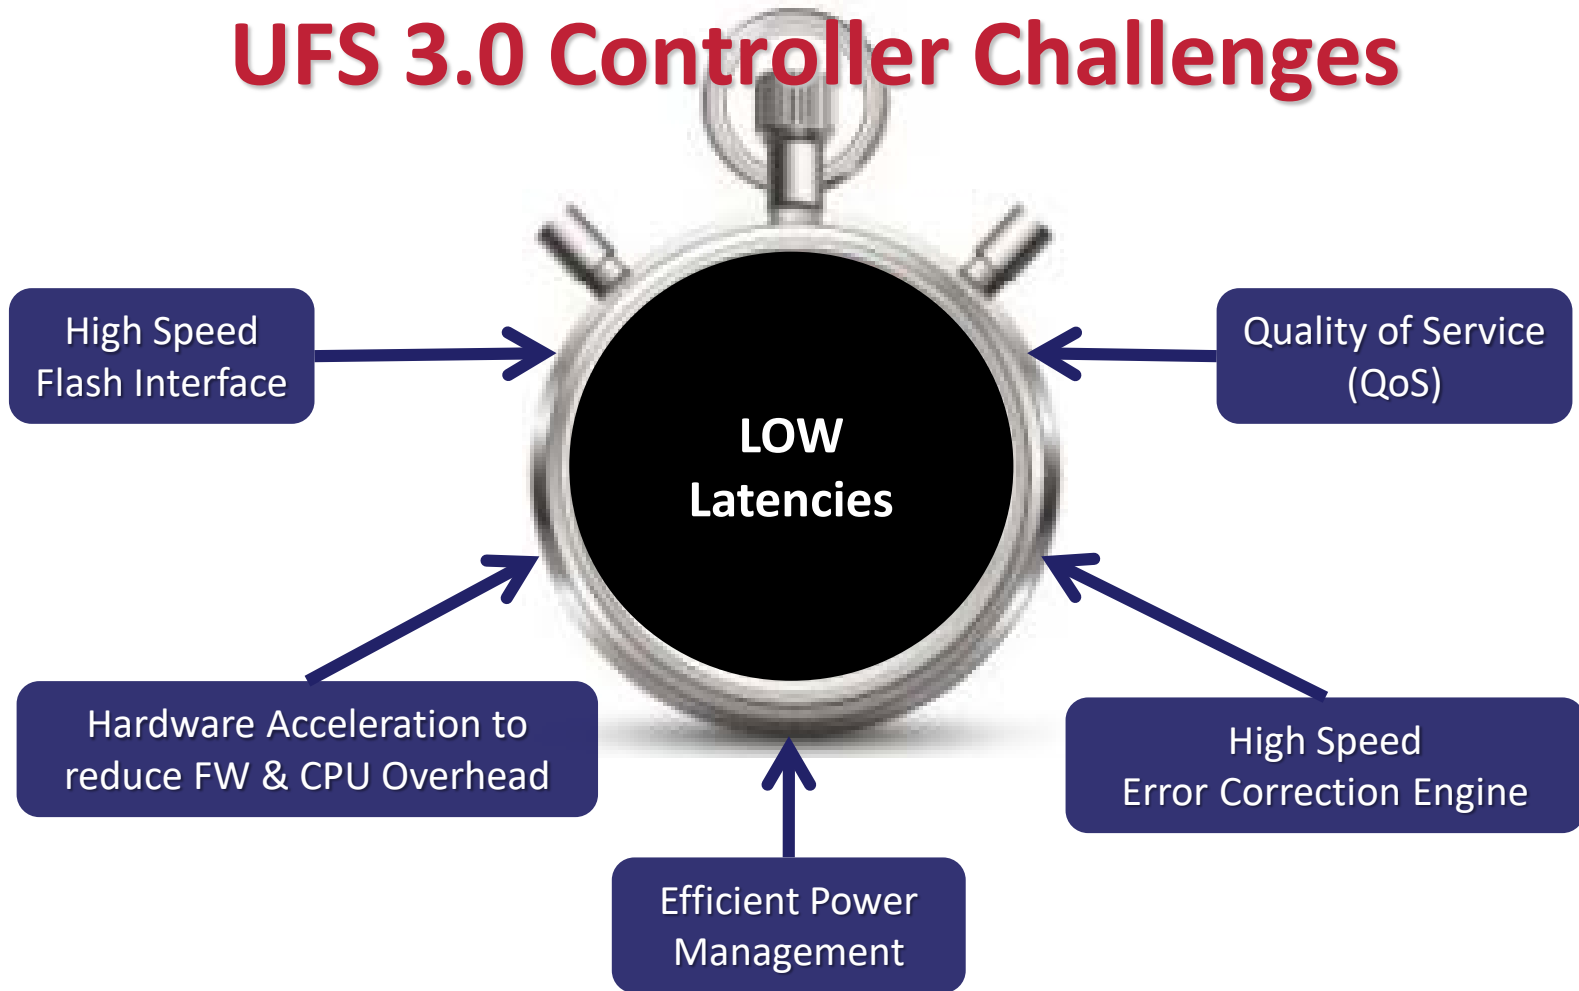 UFS 3.0 Controller Challenges
High Speed
Flash Interface
Quality of Service
(QoS)
LOW
Latencies
Hardware Acceleration to
reduce FW & CPU Overhead
High Speed
Error Correction Engine
Efficient Power
Management